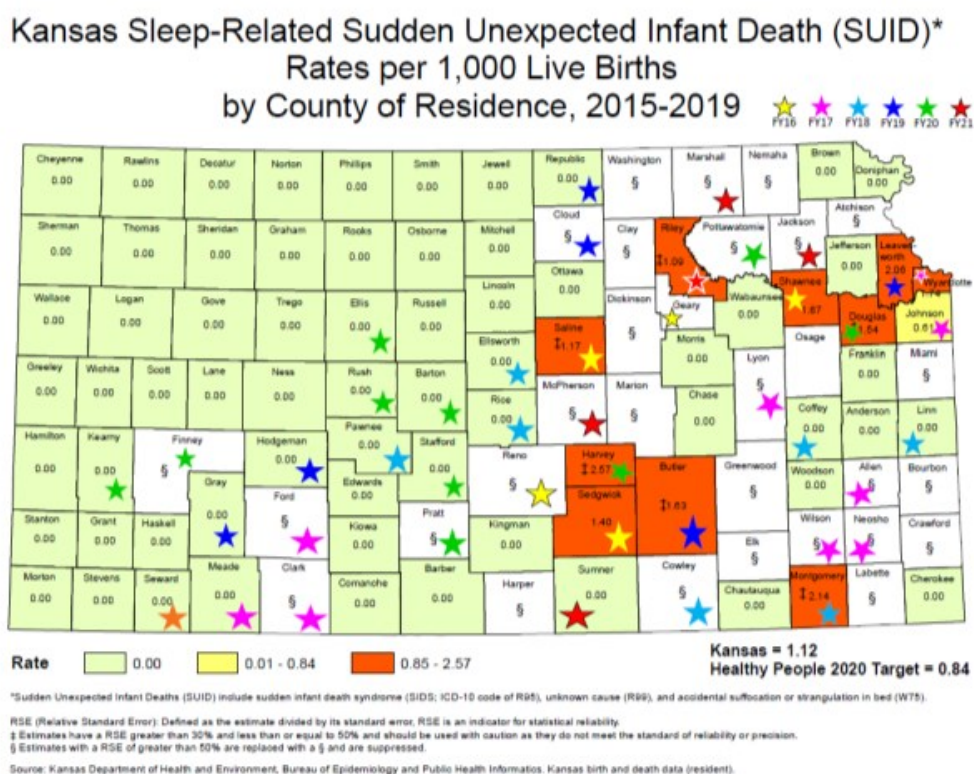 Kansas Sleep-Related Sudden Unexpected Infant Death (SUID)*
Rates per 1,000 Live Births
by County of Residence, 2015-2019
FY16 FY17 FY18 FY19 FY20 FY21
Cheyenne 0.00
Rawlins 0.00
Decatur 0.00
Norton 0.00
Phillips 0.00
Smith 0.00
Jewell 0.00
Republic 0.00
Washington §
Marshall §
Nemaha §
Brown 0.00
Doniphan 0.00
Atchison §
Sherman 0.00
Thomas 0.00
Sheridan 0.00
Graham 0.00
Rooks 0.00
Osborne 0.00
Mitchell 0.00
Cloud §
Clay §
Riley ‡1.09
Pottawatomie §
Jackson §
Jefferson 0.00
Leavenworth 2.06
Wyandotte
Wallace 0.00
Logan 0.00
Gove 0.00
Trego 0.00
Ellis 0.00
Russell 0.00
Lincoln 0.00
Ottawa 0.00
Dickinson §
Geary
Wabaunsee 0.00
Shawnee 1.67
Douglas 1.54
Johnson 0.61
Greeley 0.00
Wichita 0.00
Scott 0.00
Lane 0.00
Ness 0.00
Rush 0.00
Barton 0.00
Ellsworth 0.00
Saline ‡1.17
Morris 0.00
Osage
Franklin 0.00
Miami §
Rice 0.00
McPherson §
Marion §
Chase 0.00
Lyon §
Coffey 0.00
Anderson 0.00
Linn 0.00
Hamilton 0.00
Kearny 0.00
Finney §
Hodgeman 0.00
Pawnee 0.00
Stafford 0.00
Reno §
Harvey ‡2.57
Butler ‡1.63
Greenwood §
Woodson 0.00
Allen §
Bourbon §
Gray 0.00
Ford §
Edwards 0.00
Sedgwick 1.40
Stanton 0.00
Grant 0.00
Haskell 0.00
Kiowa 0.00
Pratt §
Kingman 0.00
Elk §
Wilson §
Neosho §
Crawford §
Morton 0.00
Stevens 0.00
Seward 0.00
Meade 0.00
Clark §
Comanche 0.00
Barber 0.00
Harper §
Sumner 0.00
Cowley §
Chautauqua 0.00
Montgomery ‡2.14
Labette §
Cherokee 0.00
Rate 0.00 0.01 - 0.84 0.85 - 2.57
Kansas = 1.12
Healthy People 2020 Target = 0.84
*Sudden Unexpected Infant Deaths (SUID) include sudden infant death syndrome (SIDS; ICD-10 code of R95), unknown cause (R99), and accidental suffocation or strangulation in bed (W75).
RSE (Relative Standard Error): Defined as the estimate divided by its standard error, RSE is an indicator for statistical reliability.
‡ Estimates have a RSE greater than 30% and less than or equal to 50% and should be used with caution as they do not meet the standard of reliability or precision.
§ Estimates with a RSE of greater than 50% are replaced with a § and are suppressed.
Source: Kansas Department of Health and Environment, Bureau of Epidemiology and Public Health Informatics. Kansas birth and death data (resident).